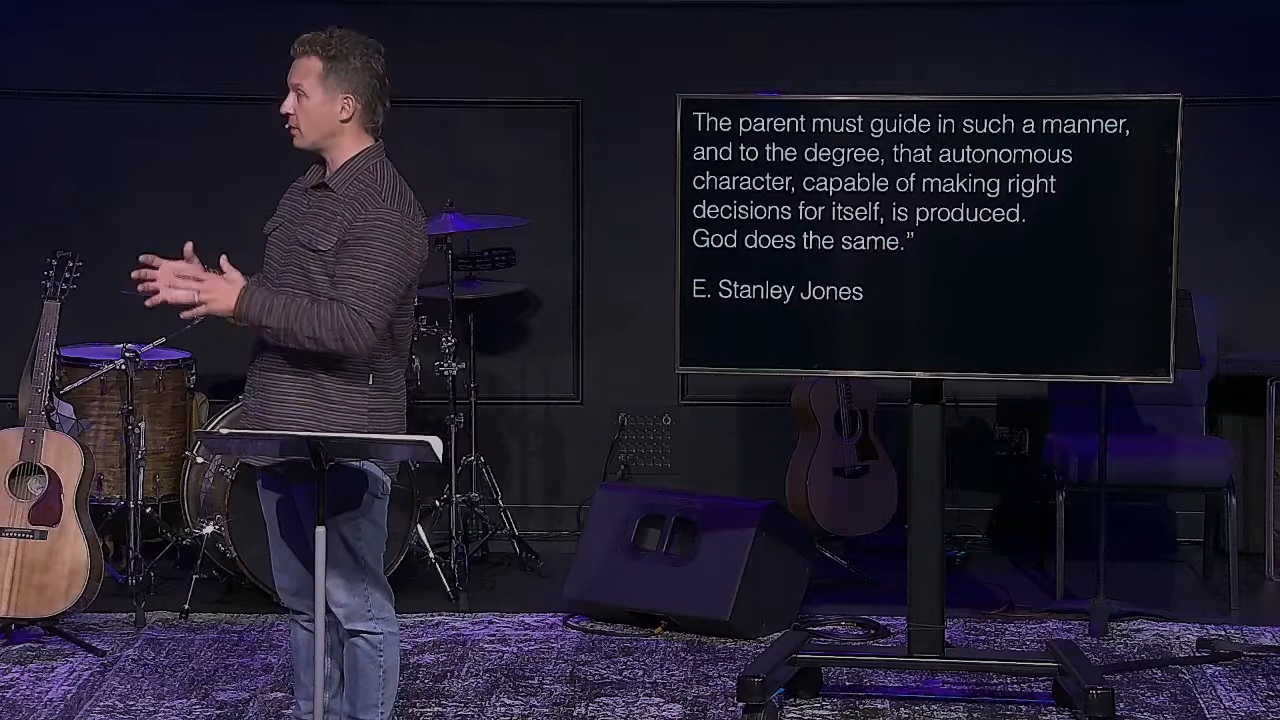 The parent must guide in such a manner,
and to the degree, that autonomous
character, capable of making right
decisions for itself, is produced.
God does the same.”
E. Stanley Jones